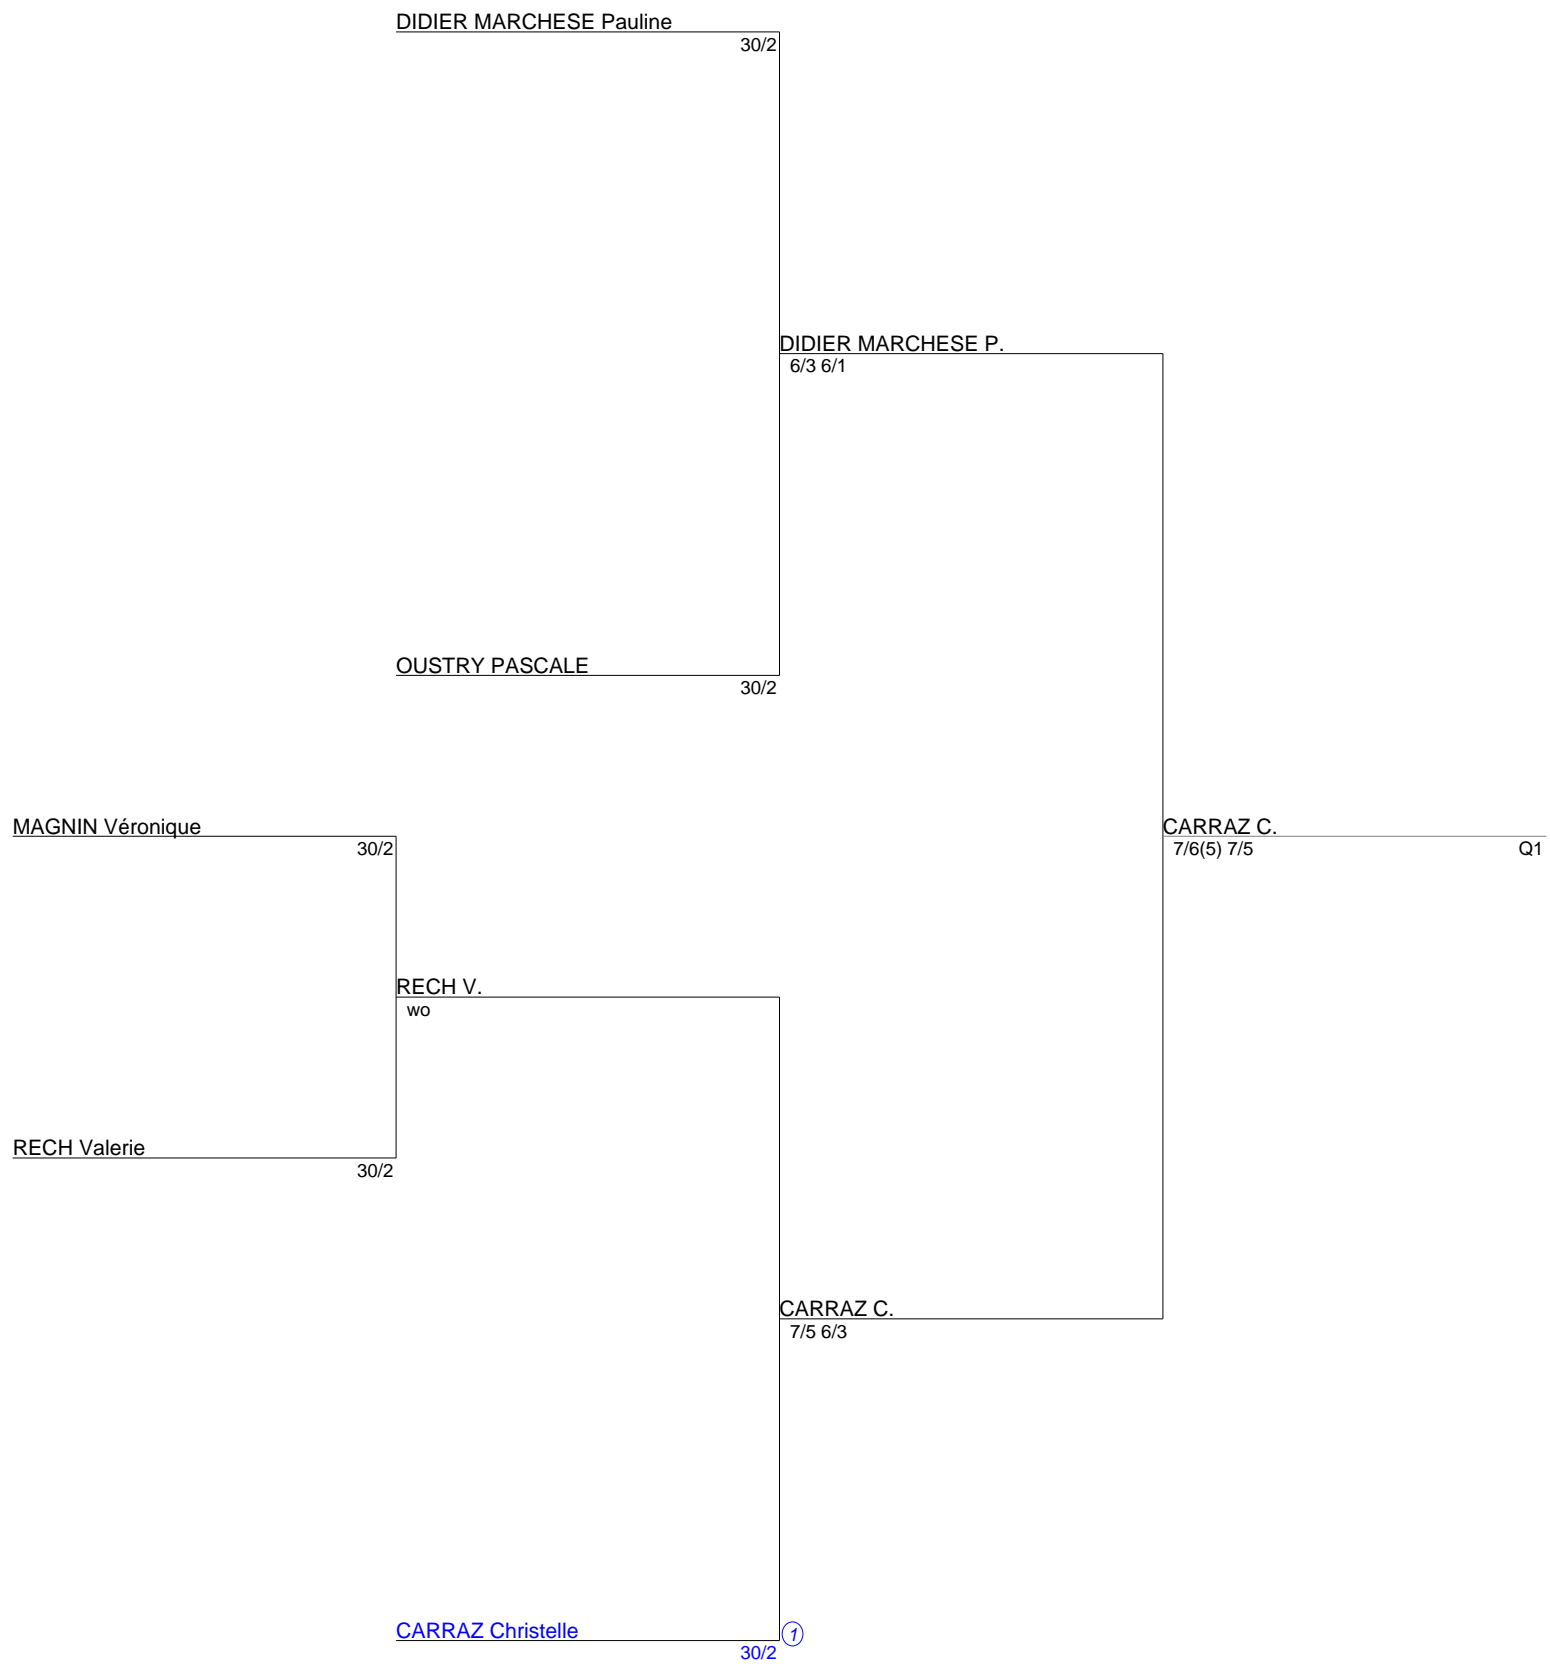 DIDIER MARCHESE Pauline
30/2
DIDIER MARCHESE P.
6/3 6/1
OUSTRY PASCALE
30/2
MAGNIN Véronique
30/2
CARRAZ C.
7/6(5) 7/5
Q1
RECH V.
wo
RECH Valerie
30/2
CARRAZ C.
7/5 6/3
CARRAZ Christelle
1
30/2